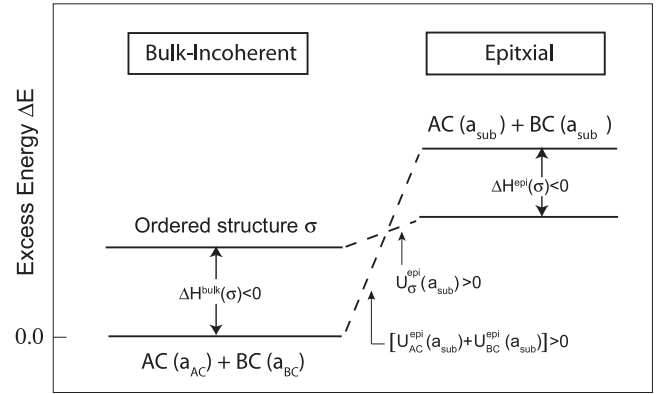 Bulk-Incoherent
Epitxial
Excess Energy ΔE
AC (a_sub) + BC (a_sub)
ΔH^epi(σ)<0
Ordered structure σ
ΔH^bulk(σ)<0
U_σ^epi(a_sub)>0
0.0
[U_AC^epi(a_sub)+U_BC^epi(a_sub)]>0
AC (a_AC) + BC (a_BC)